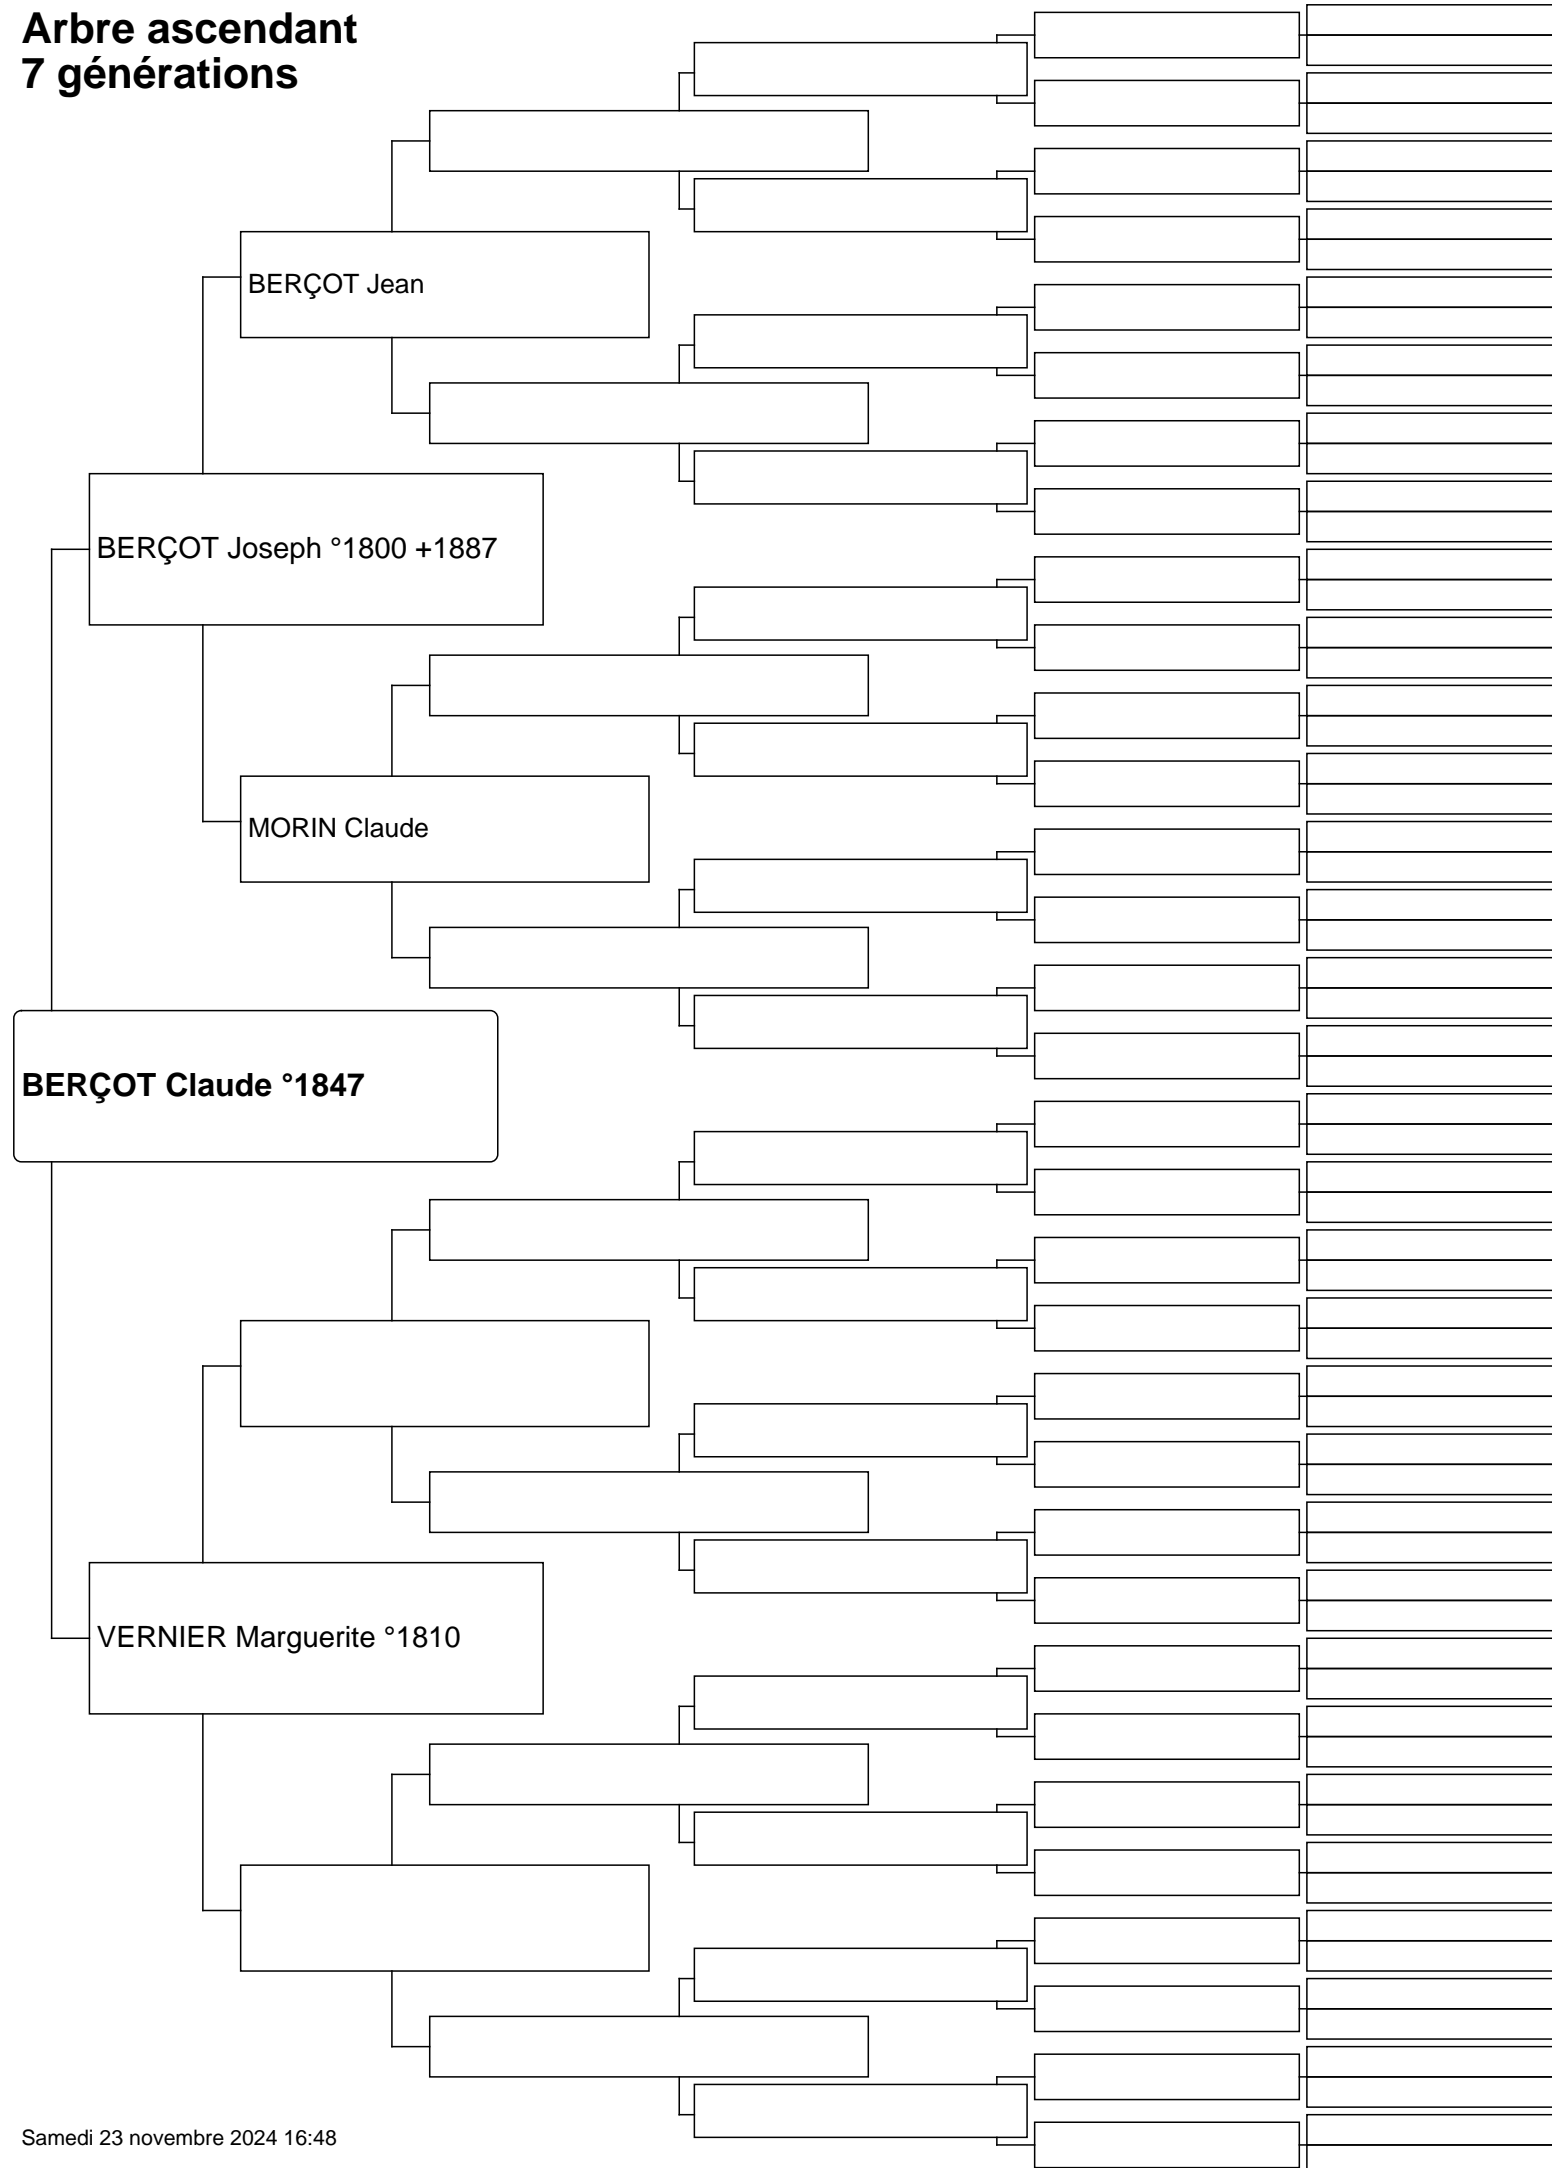 Arbre ascendant
7 générations
BERÇOT Jean
BERÇOT Joseph °1800 +1887
MORIN Claude
BERÇOT Claude °1847
VERNIER Marguerite °1810
Samedi 23 novembre 2024 16:48